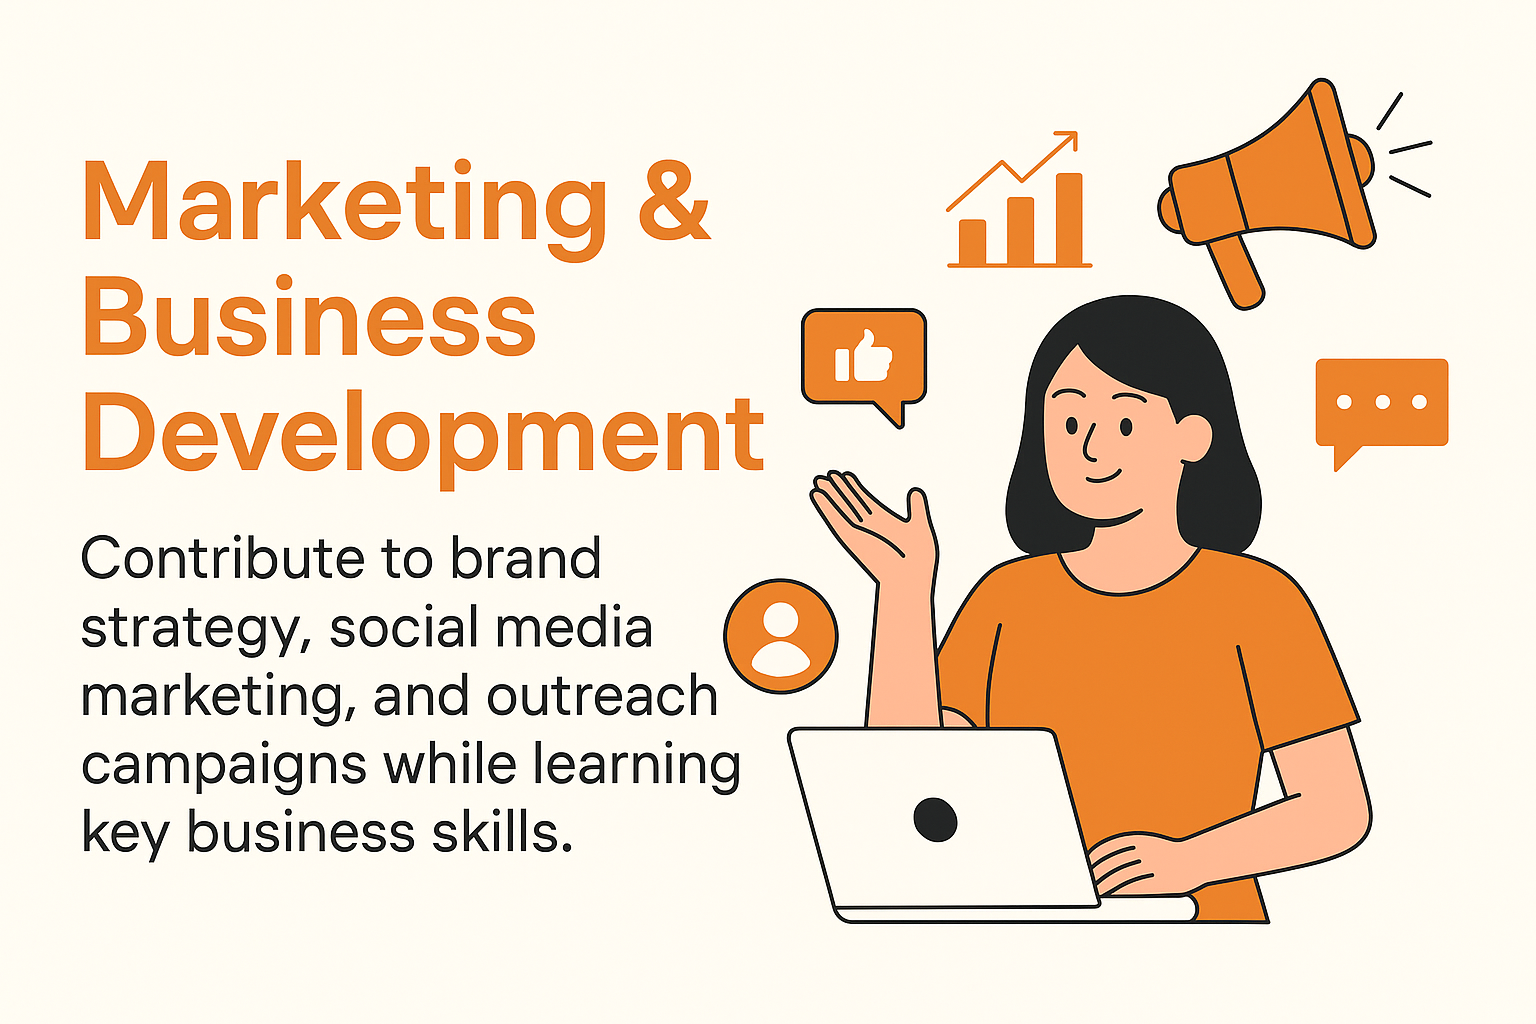 Marketing &
Business
Development
Contribute to brand
strategy, social media
marketing, and outreach
campaigns while learning
key business skills.